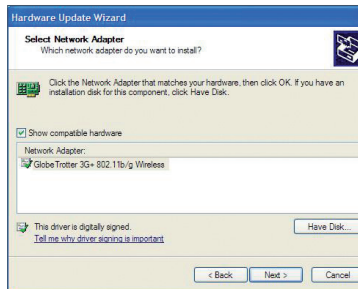 Hardware Update Wizard
Select Network Adapter
Which network adapter do you want to install?
Click the Network Adapter that matches your hardware, then click OK. If you have an
installation disk for this component, click Have Disk.
Show compatible hardware
Network Adapter:
GlobeTrotter 3G+ 802.11b/g Wireless
This driver is digitally signed.
Tell me why driver signing is important
Have Disk...
< Back
Next >
Cancel